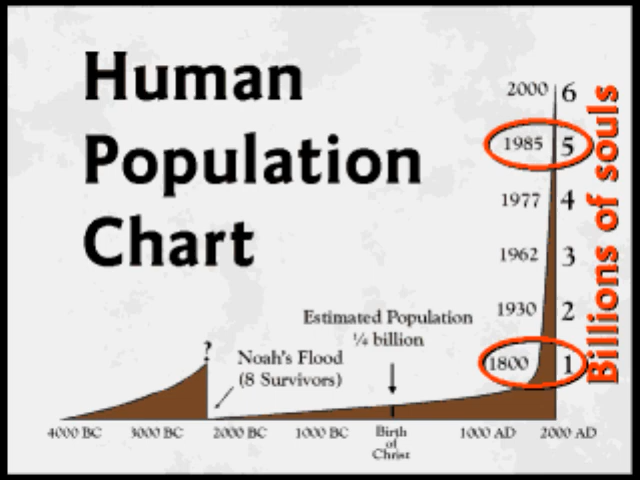 Human
Population
Chart
2000 6
1985 5
1977 4
1962 3
1930 2
1800 1
Billions of souls
Estimated Population
¼ billion
?
Noah's Flood
(8 Survivors)
4000 BC 3000 BC 2000 BC 1000 BC Birth of Christ 1000 AD 2000 AD